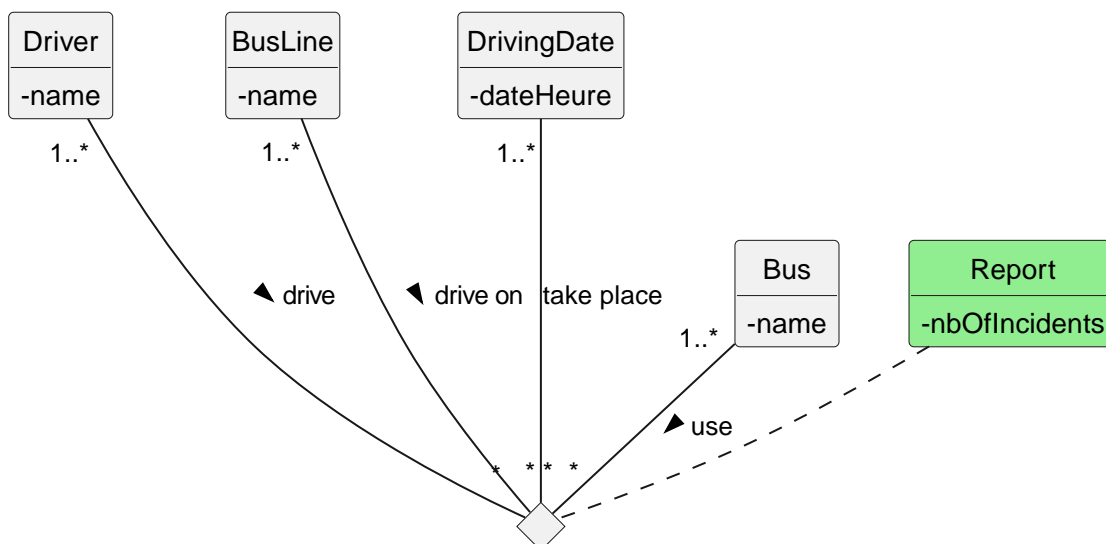 Driver
-name
BusLine
-name
DrivingDate
-dateHeure
1..*
1..*
1..*
Bus
-name
Report
-nbOfIncidents
drive
drive on
take place
1..*
use
* * * *